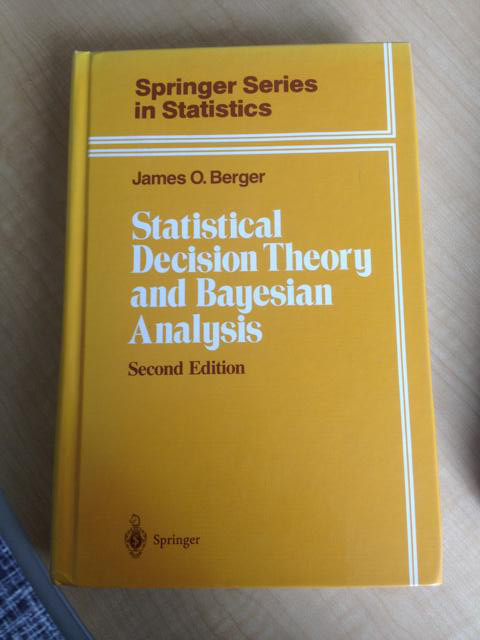 Springer Series
in Statistics
James O. Berger
Statistical
Decision Theory
and Bayesian
Analysis
Second Edition
Springer